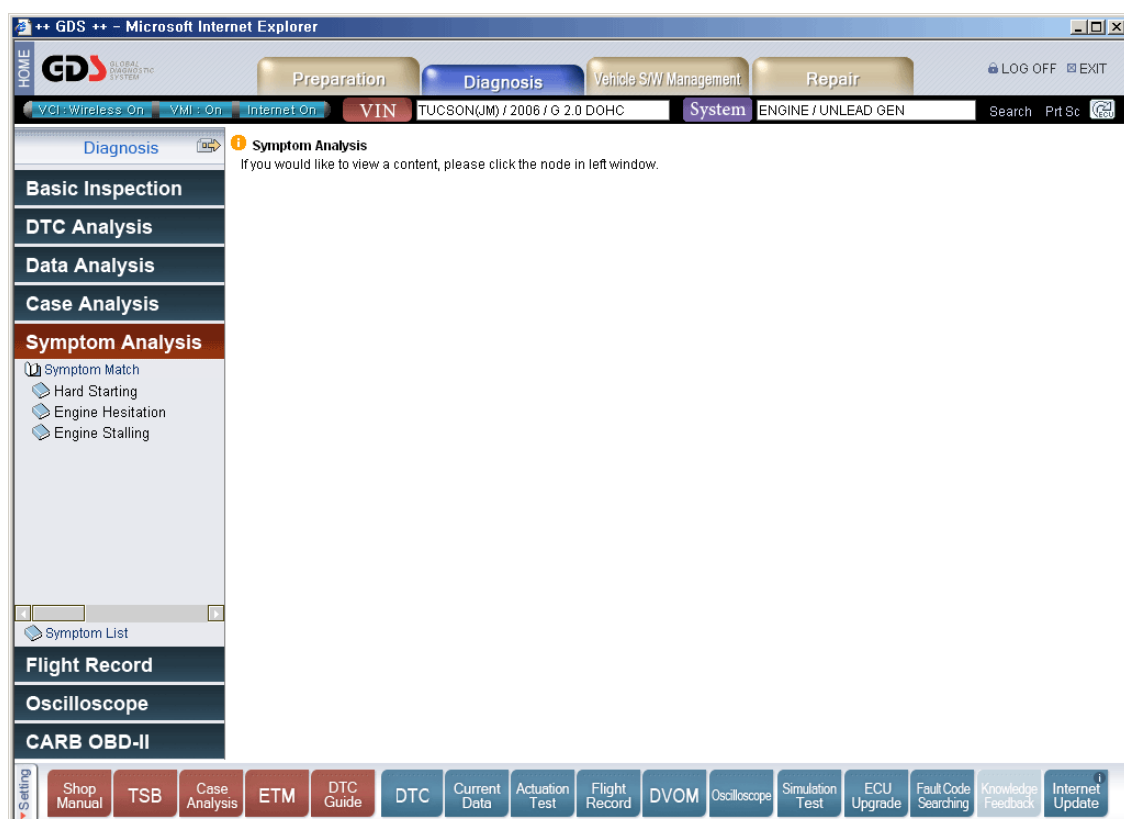 ++ GDS ++ - Microsoft Internet Explorer
HOME
GDS GLOBAL DIAGNOSTIC SYSTEM
Preparation
Diagnosis
Vehicle S/W Management
Repair
LOG OFF EXIT
VCI : Wireless On VMI : On Internet On
VIN TUCSON(JM) / 2006 / G 2.0 DOHC
System ENGINE / UNLEAD GEN
Search Prt Sc ECU
Diagnosis
Basic Inspection
DTC Analysis
Data Analysis
Case Analysis
Symptom Analysis
Symptom Match
Hard Starting
Engine Hesitation
Engine Stalling
Symptom List
Flight Record
Oscilloscope
CARB OBD-II
Symptom Analysis
If you would like to view a content, please click the node in left window.
Setting
Shop Manual
TSB
Case Analysis
ETM
DTC Guide
DTC
Current Data
Actuation Test
Flight Record
DVOM
Oscilloscope
Simulation Test
ECU Upgrade
Fault Code Searching
Knowledge Feedback
Internet Update